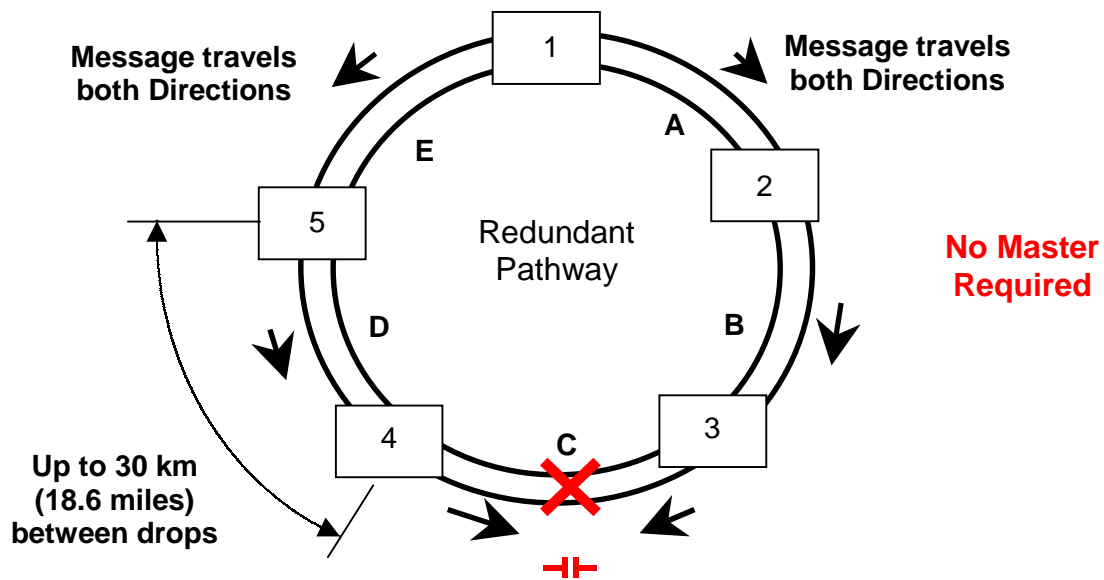 1
Message travels
both Directions
Message travels
both Directions
A
E
2
5
Redundant
Pathway
No Master
Required
B
D
3
4
C
Up to 30 km
(18.6 miles)
between drops